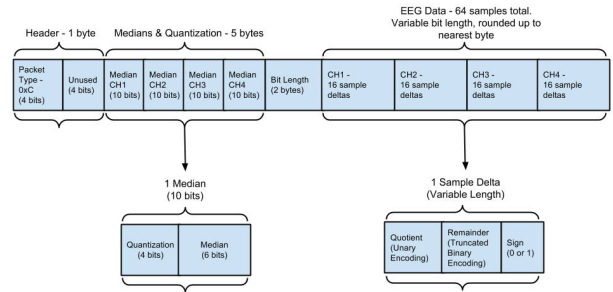 EEG Data - 64 samples total.
Variable bit length, rounded up to
nearest byte
Header - 1 byte
Medians & Quantization - 5 bytes
Packet
Type -
0xC
(4 bits)
Unused
(4 bits)
Median
CH1
(10 bits)
Median
CH2
(10 bits)
Median
CH3
(10 bits)
Median
CH4
(10 bits)
Bit Length
(2 bytes)
CH1 -
16 sample
deltas
CH2 -
16 sample
deltas
CH3 -
16 sample
deltas
CH4 -
16 sample
deltas
1 Median
(10 bits)
Quantization
(4 bits)
Median
(6 bits)
1 Sample Delta
(Variable Length)
Quotient
(Unary
Encoding)
Remainder
(Truncated
Binary
Encoding)
Sign
(0 or 1)